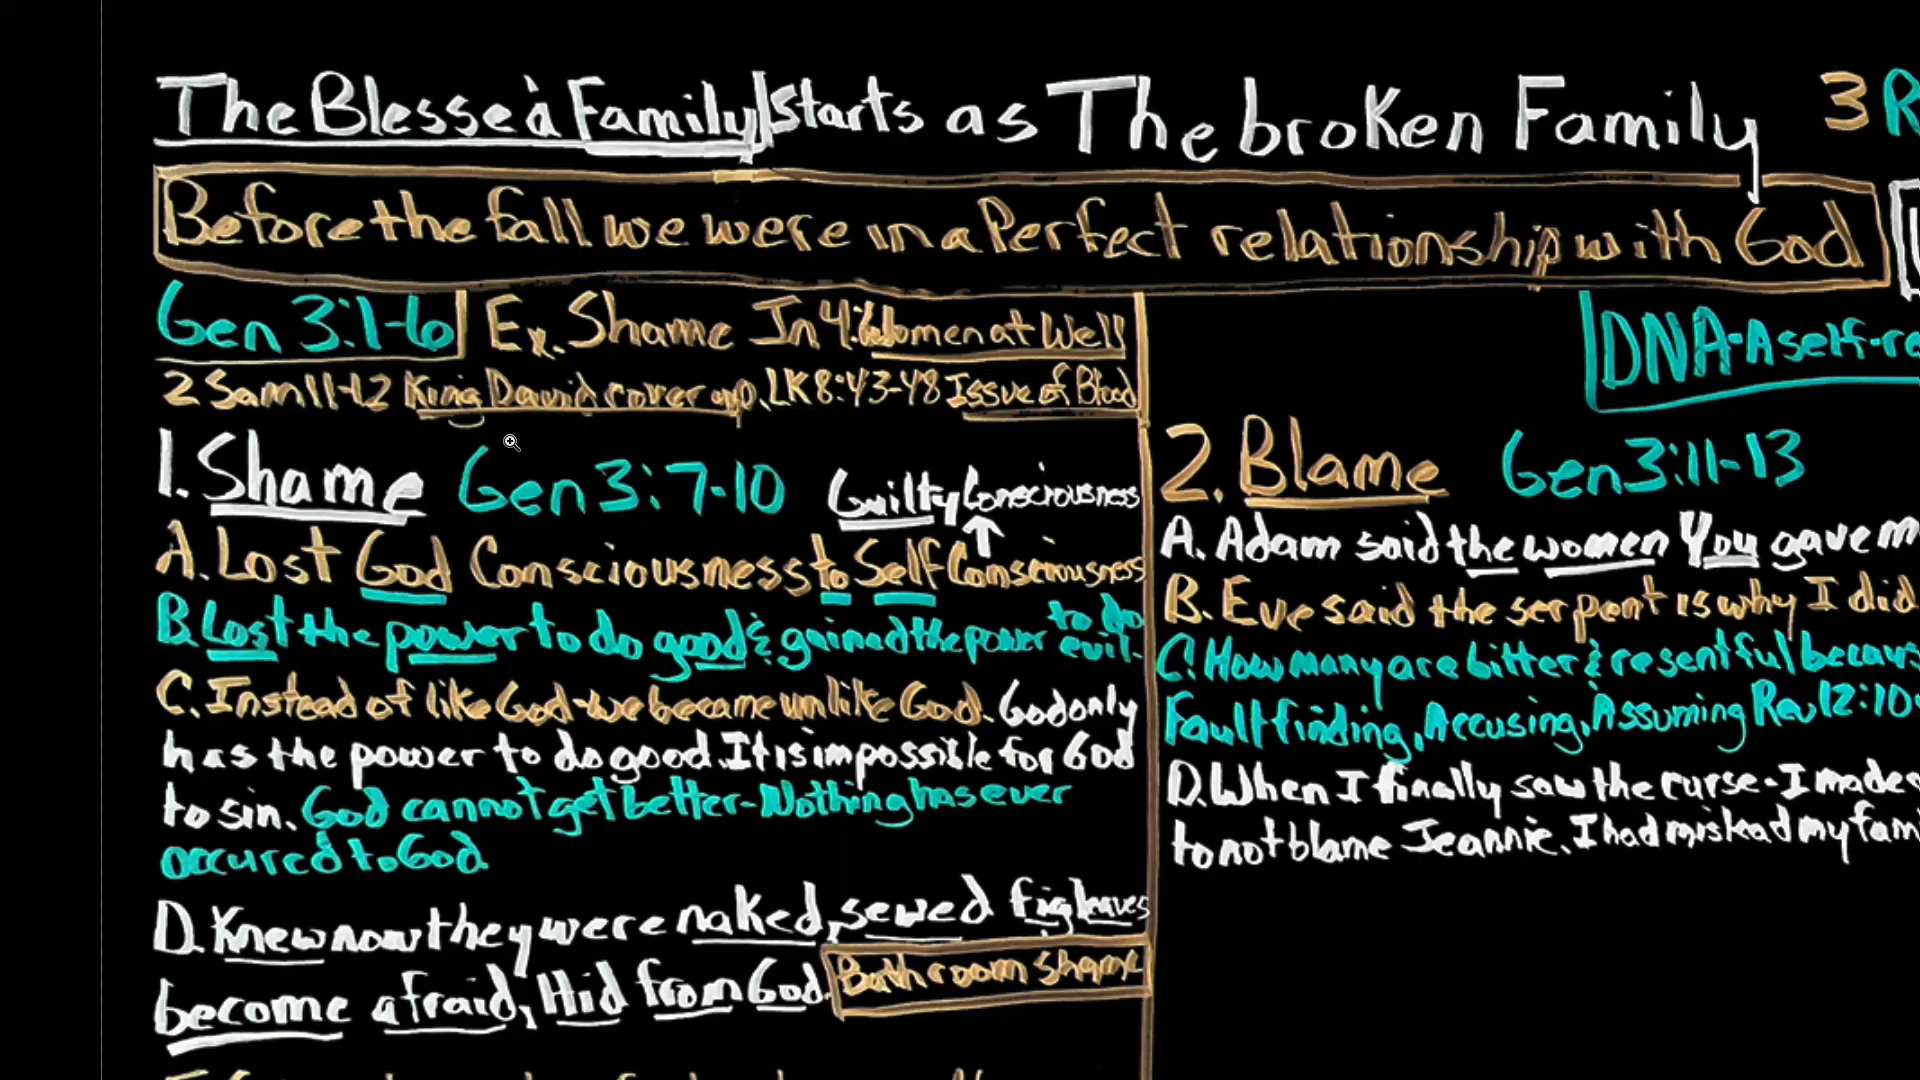 The Blessed Family Starts as The broken Family
3 R
Before the fall we were in a Perfect relationship with God
Gen 3:1-6 Ex. Shame Jn 4: Women at Well
2 Sam 11-12 King David cover up, LK 8:43-48 Issue of Blood
DNA-A self-re
1. Shame Gen 3:7-10 Guilty Consciousness
A. Lost God Consciousness to Self Consciousness
B. Lost the power to do good & gained the power to do evil-
C. Instead of like God-we became unlike God. God only
has the power to do good. It is impossible for God
to sin. God cannot get better-Nothing has ever
occured to God.
D. Knew now they were naked, sewed fig leaves
become afraid, Hid from God. Bathroom Shame
2. Blame Gen 3:11-13
A. Adam said the women You gave m
B. Eve said the serpent is why I did
C. How many are bitter & resentful becaus
Faultfinding, Accusing, Assuming Rev 12:10
D. When I finally saw the curse-I made
to not blame Jeannie. I had mislead my fam